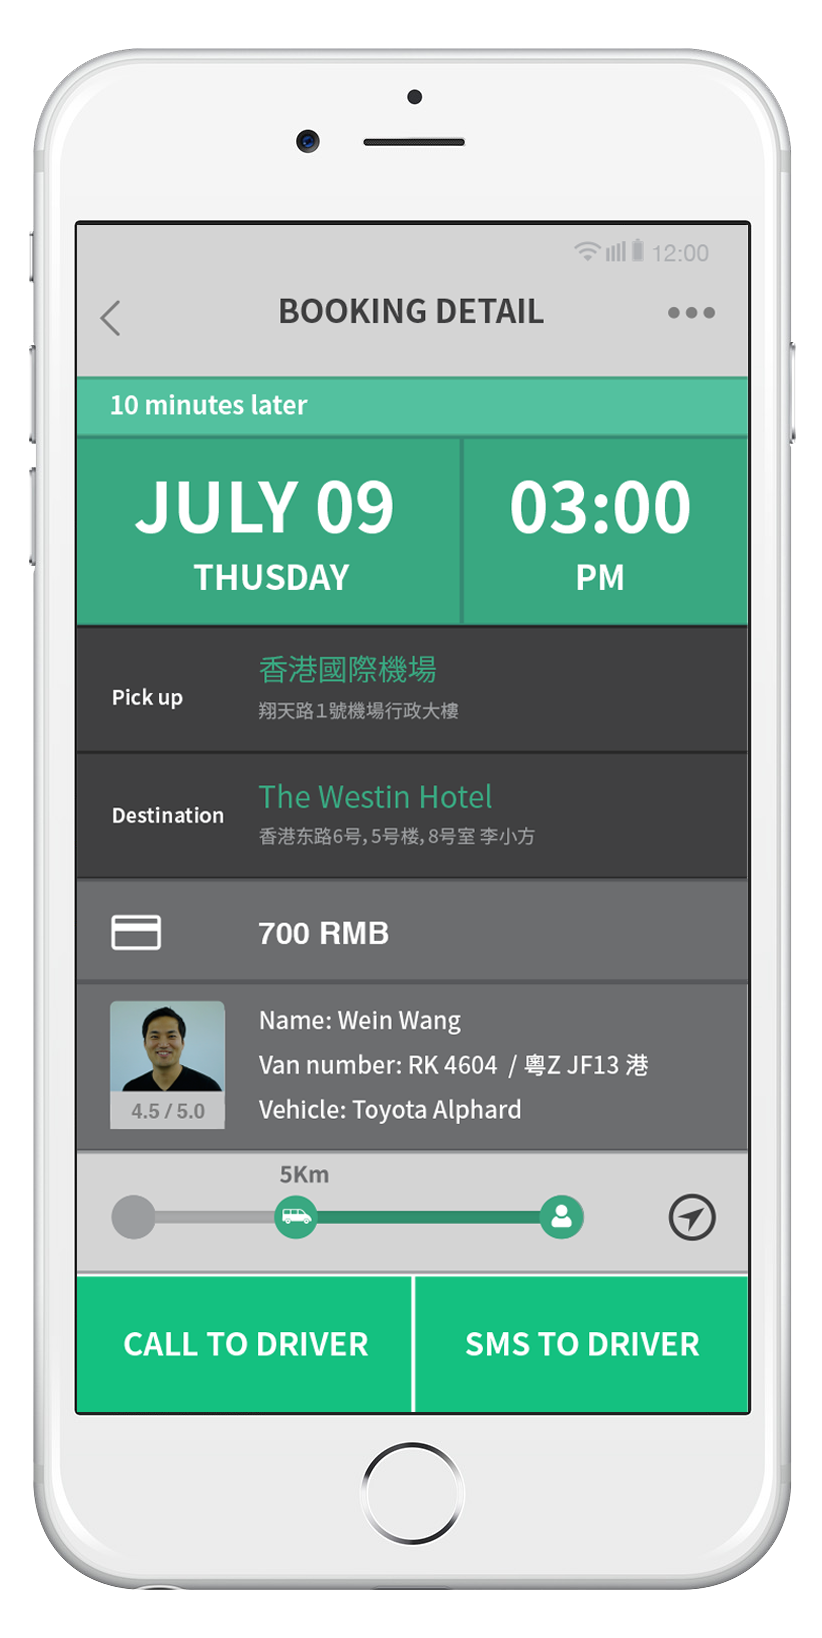 12:00
BOOKING DETAIL
10 minutes later
JULY 09
THUSDAY
03:00
PM
Pick up
香港國際機場
翔天路1號機場行政大樓
Destination
The Westin Hotel
香港东路6号, 5号楼, 8号室 李小方
700 RMB
4.5 / 5.0
Name: Wein Wang
Van number: RK 4604 / 粵Z JF13 港
Vehicle: Toyota Alphard
5Km
CALL TO DRIVER
SMS TO DRIVER